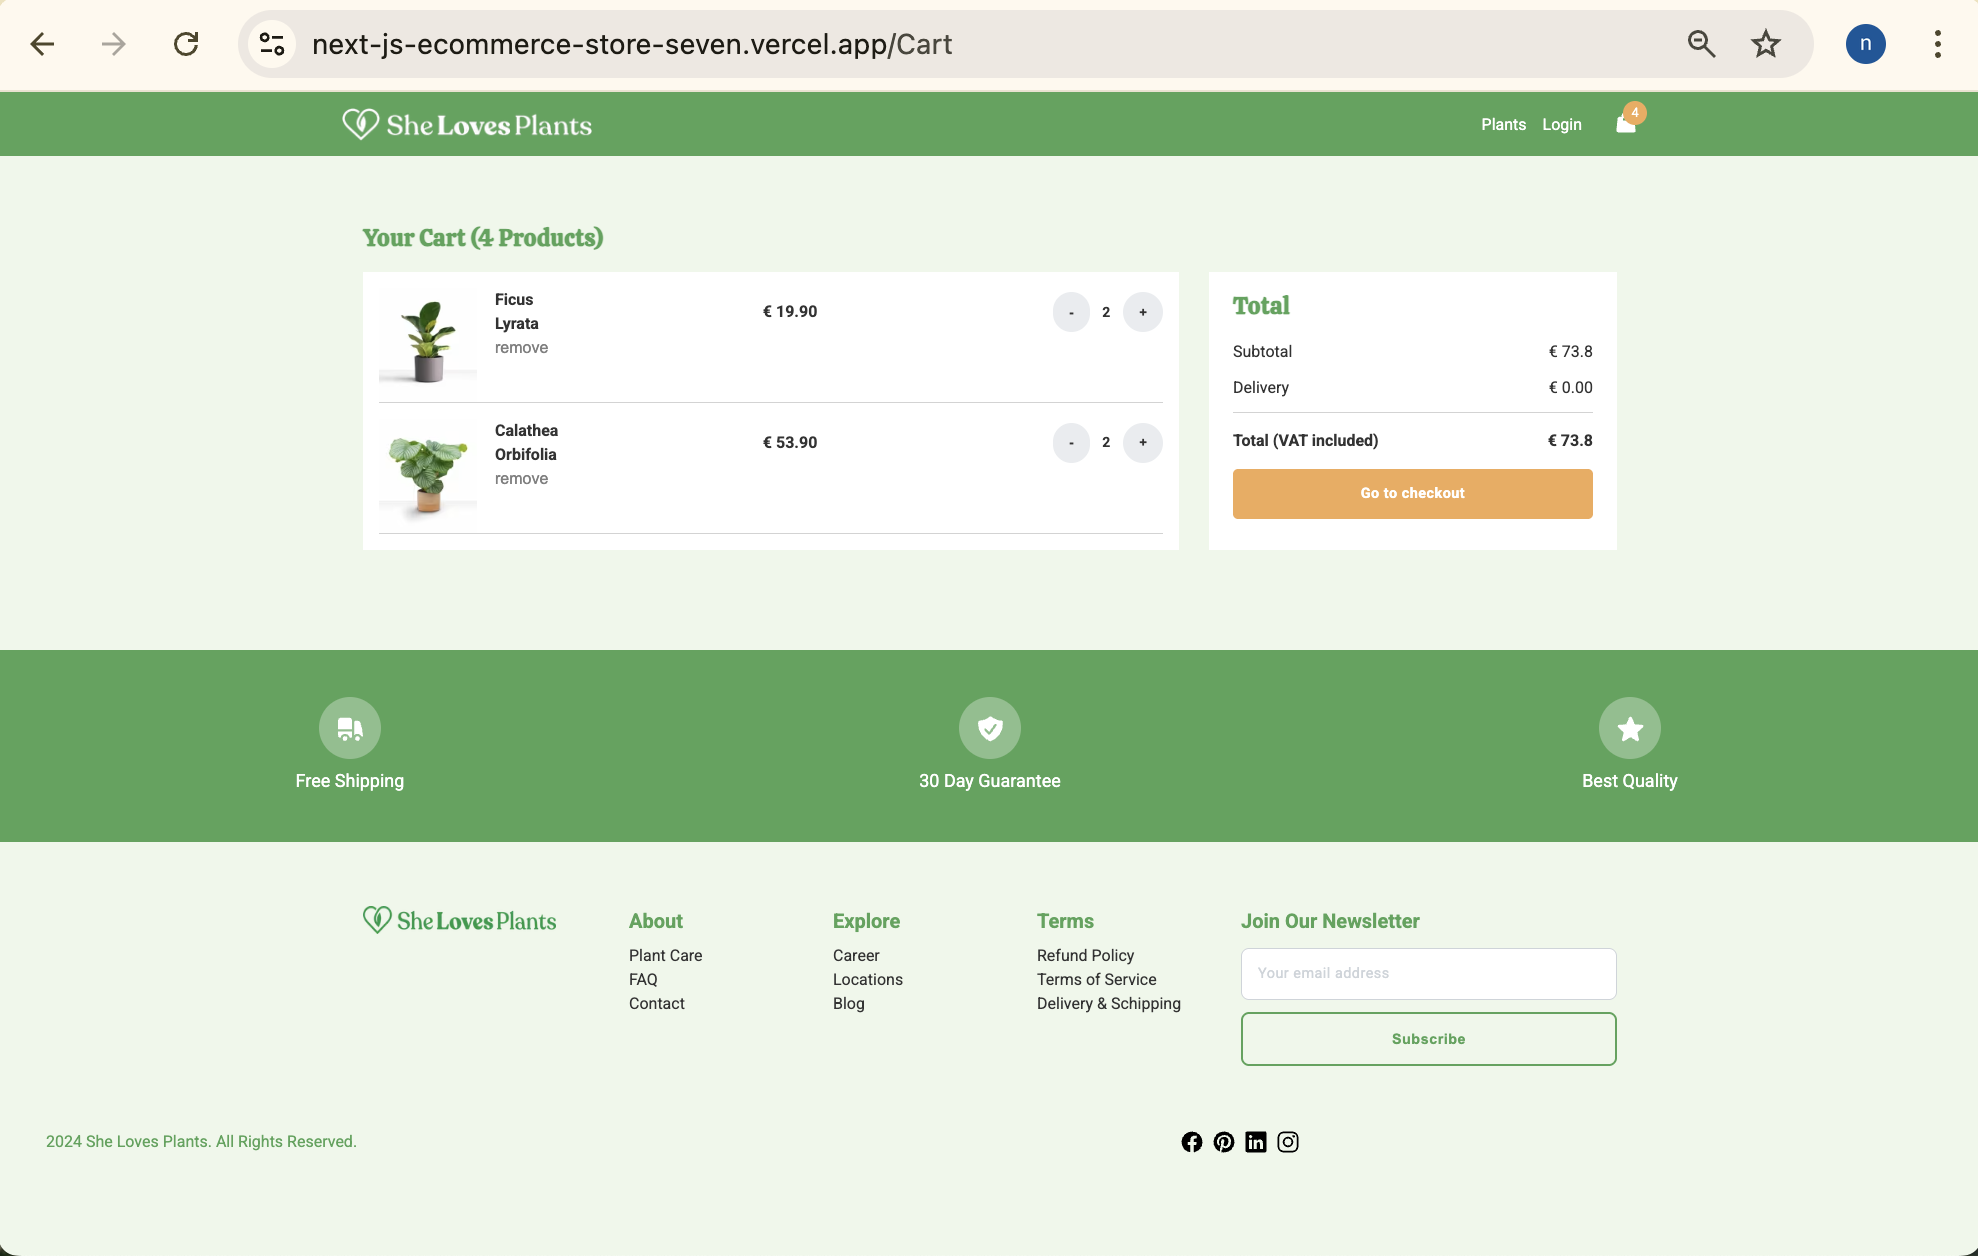 next-js-ecommerce-store-seven.vercel.app/Cart
n
She Loves Plants
Plants
Login
4
Your Cart (4 Products)
Ficus
Lyrata
remove
€ 19.90
- 2 +
Calathea
Orbifolia
remove
€ 53.90
- 2 +
Total
Subtotal € 73.8
Delivery € 0.00
Total (VAT included) € 73.8
Go to checkout
Free Shipping
30 Day Guarantee
Best Quality
She Loves Plants
About
Plant Care
FAQ
Contact
Explore
Career
Locations
Blog
Terms
Refund Policy
Terms of Service
Delivery & Schipping
Join Our Newsletter
Your email address
Subscribe
2024 She Loves Plants. All Rights Reserved.